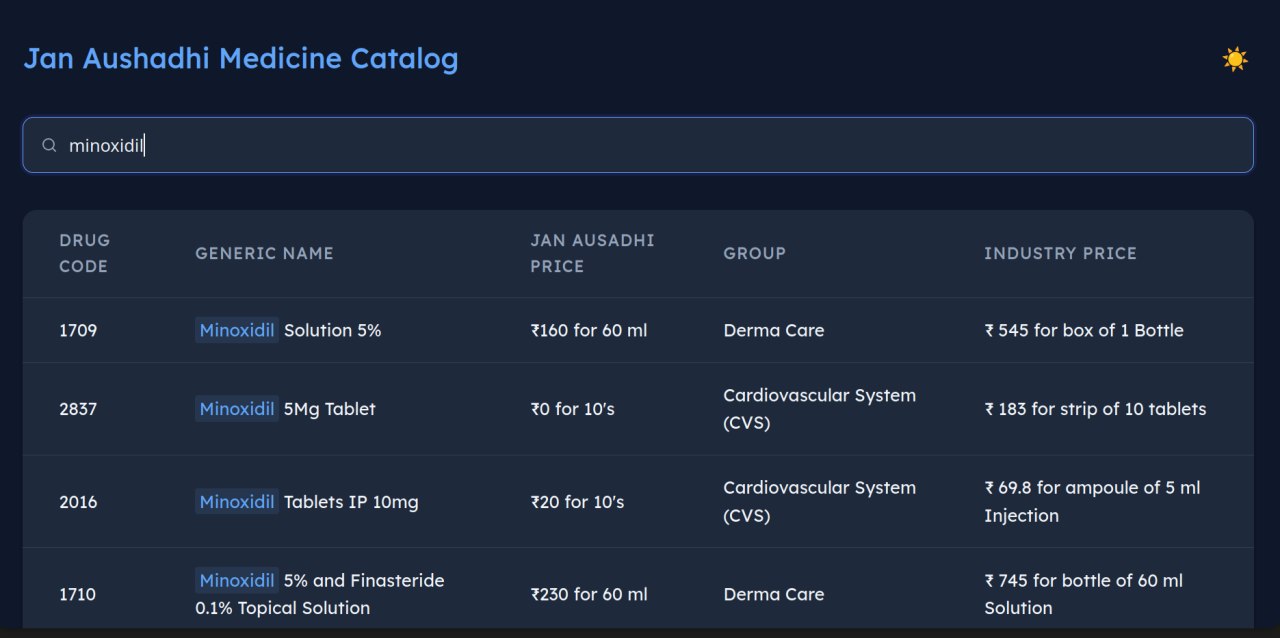 Jan Aushadhi Medicine Catalog
minoxidil
DRUG CODE GENERIC NAME JAN AUSADHI PRICE GROUP INDUSTRY PRICE
1709 Minoxidil Solution 5% ₹160 for 60 ml Derma Care ₹ 545 for box of 1 Bottle
2837 Minoxidil 5Mg Tablet ₹0 for 10's Cardiovascular System (CVS) ₹ 183 for strip of 10 tablets
2016 Minoxidil Tablets IP 10mg ₹20 for 10's Cardiovascular System (CVS) ₹ 69.8 for ampoule of 5 ml Injection
1710 Minoxidil 5% and Finasteride 0.1% Topical Solution ₹230 for 60 ml Derma Care ₹ 745 for bottle of 60 ml Solution